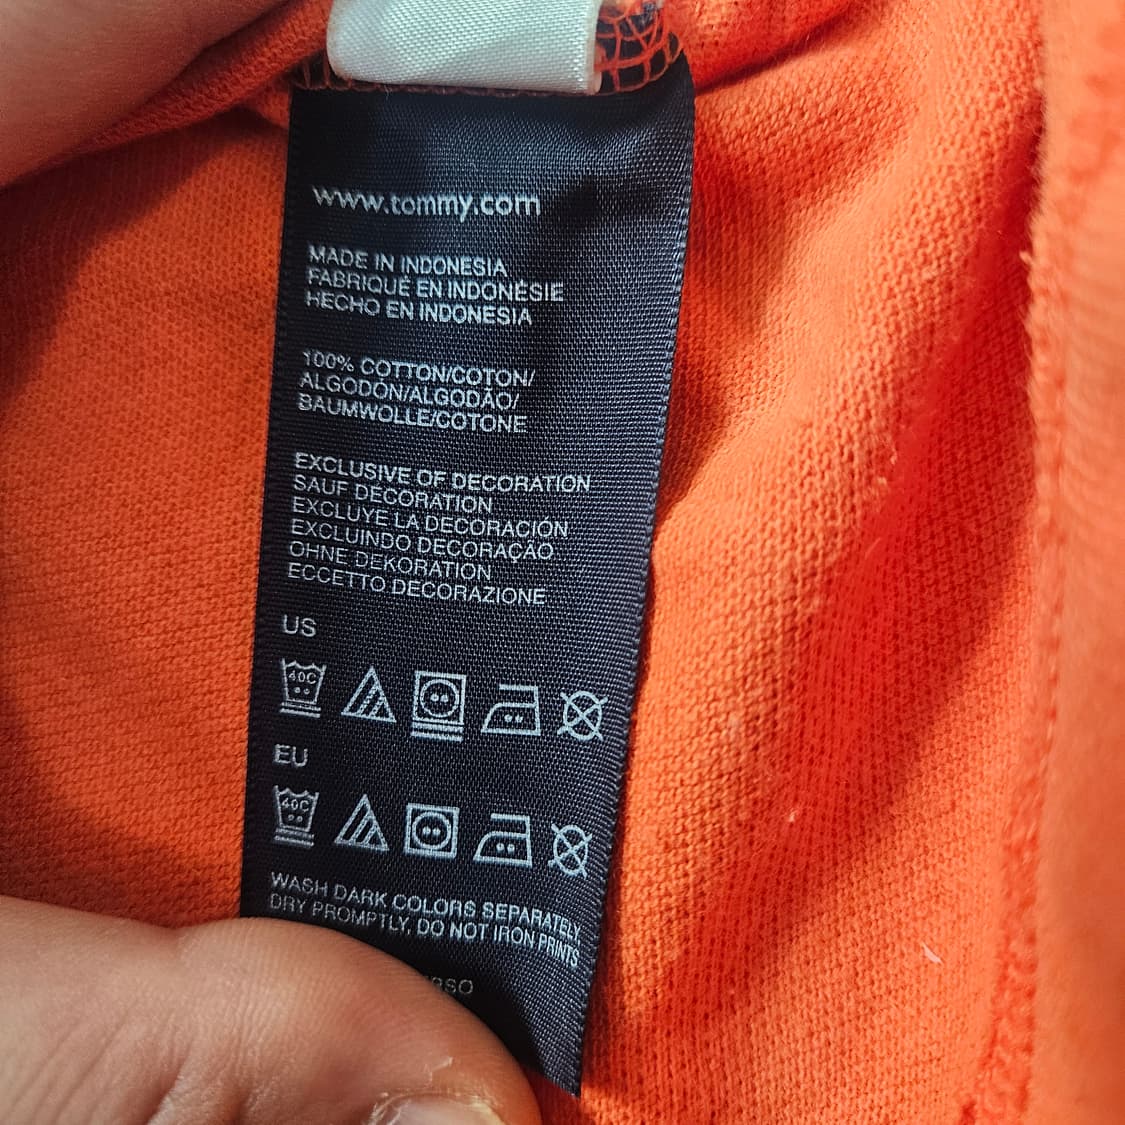 www.tommy.com
MADE IN INDONESIA
FABRIQUÉ EN INDONÉSIE
HECHO EN INDONESIA
100% COTTON/COTON/
ALGODÓN/ALGODÃO/
BAUMWOLLE/COTONE
EXCLUSIVE OF DECORATION
SAUF DÉCORATION
EXCLUYE LA DECORACIÓN
EXCLUINDO DECORAÇÃO
OHNE DEKORATION
ECCETTO DECORAZIONE
US
40C
EU
40C
WASH DARK COLORS SEPARATELY,
DRY PROMPTLY, DO NOT IRON PRINTS